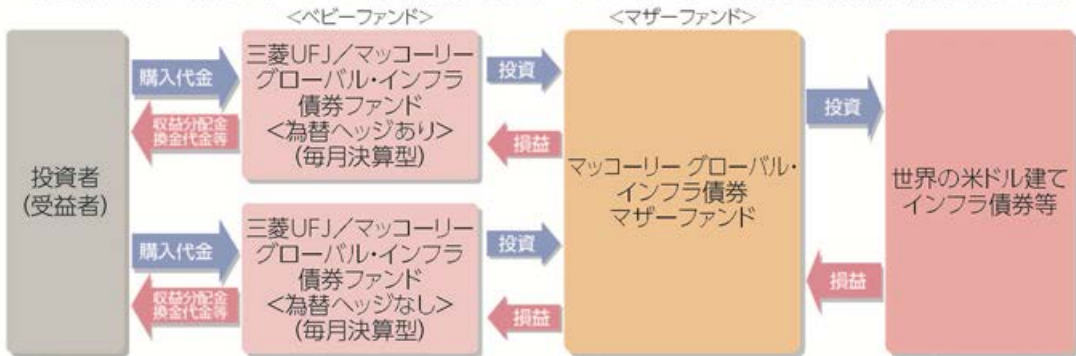 <ベビーファンド>
<マザーファンド>
投資者
(受益者)
購入代金
収益分配金
換金代金等
三菱UFJ/マッコーリー
グローバル・インフラ
債券ファンド
<為替ヘッジあり>
(毎月決算型)
投資
損益
購入代金
収益分配金
換金代金等
三菱UFJ/マッコーリー
グローバル・インフラ
債券ファンド
<為替ヘッジなし>
(毎月決算型)
投資
損益
マッコーリー グローバル・
インフラ債券
マザーファンド
投資
損益
世界の米ドル建て
インフラ債券等